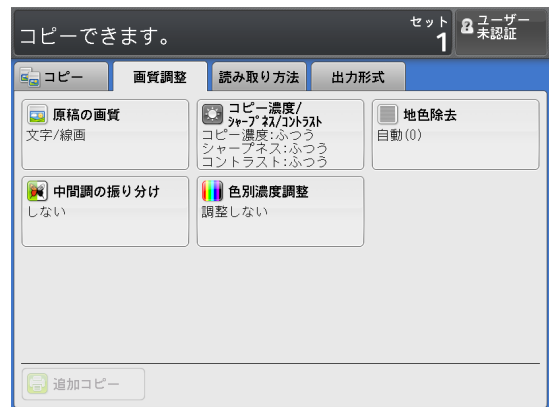 コピーできます。
セット
1
ユーザー
未認証
コピー
画質調整
読み取り方法
出力形式
原稿の画質
文字/線画
コピー濃度/
シャープネス/コントラスト
コピー濃度:ふつう
シャープネス:ふつう
コントラスト:ふつう
地色除去
自動(0)
中間調の振り分け
しない
色別濃度調整
調整しない
追加コピー